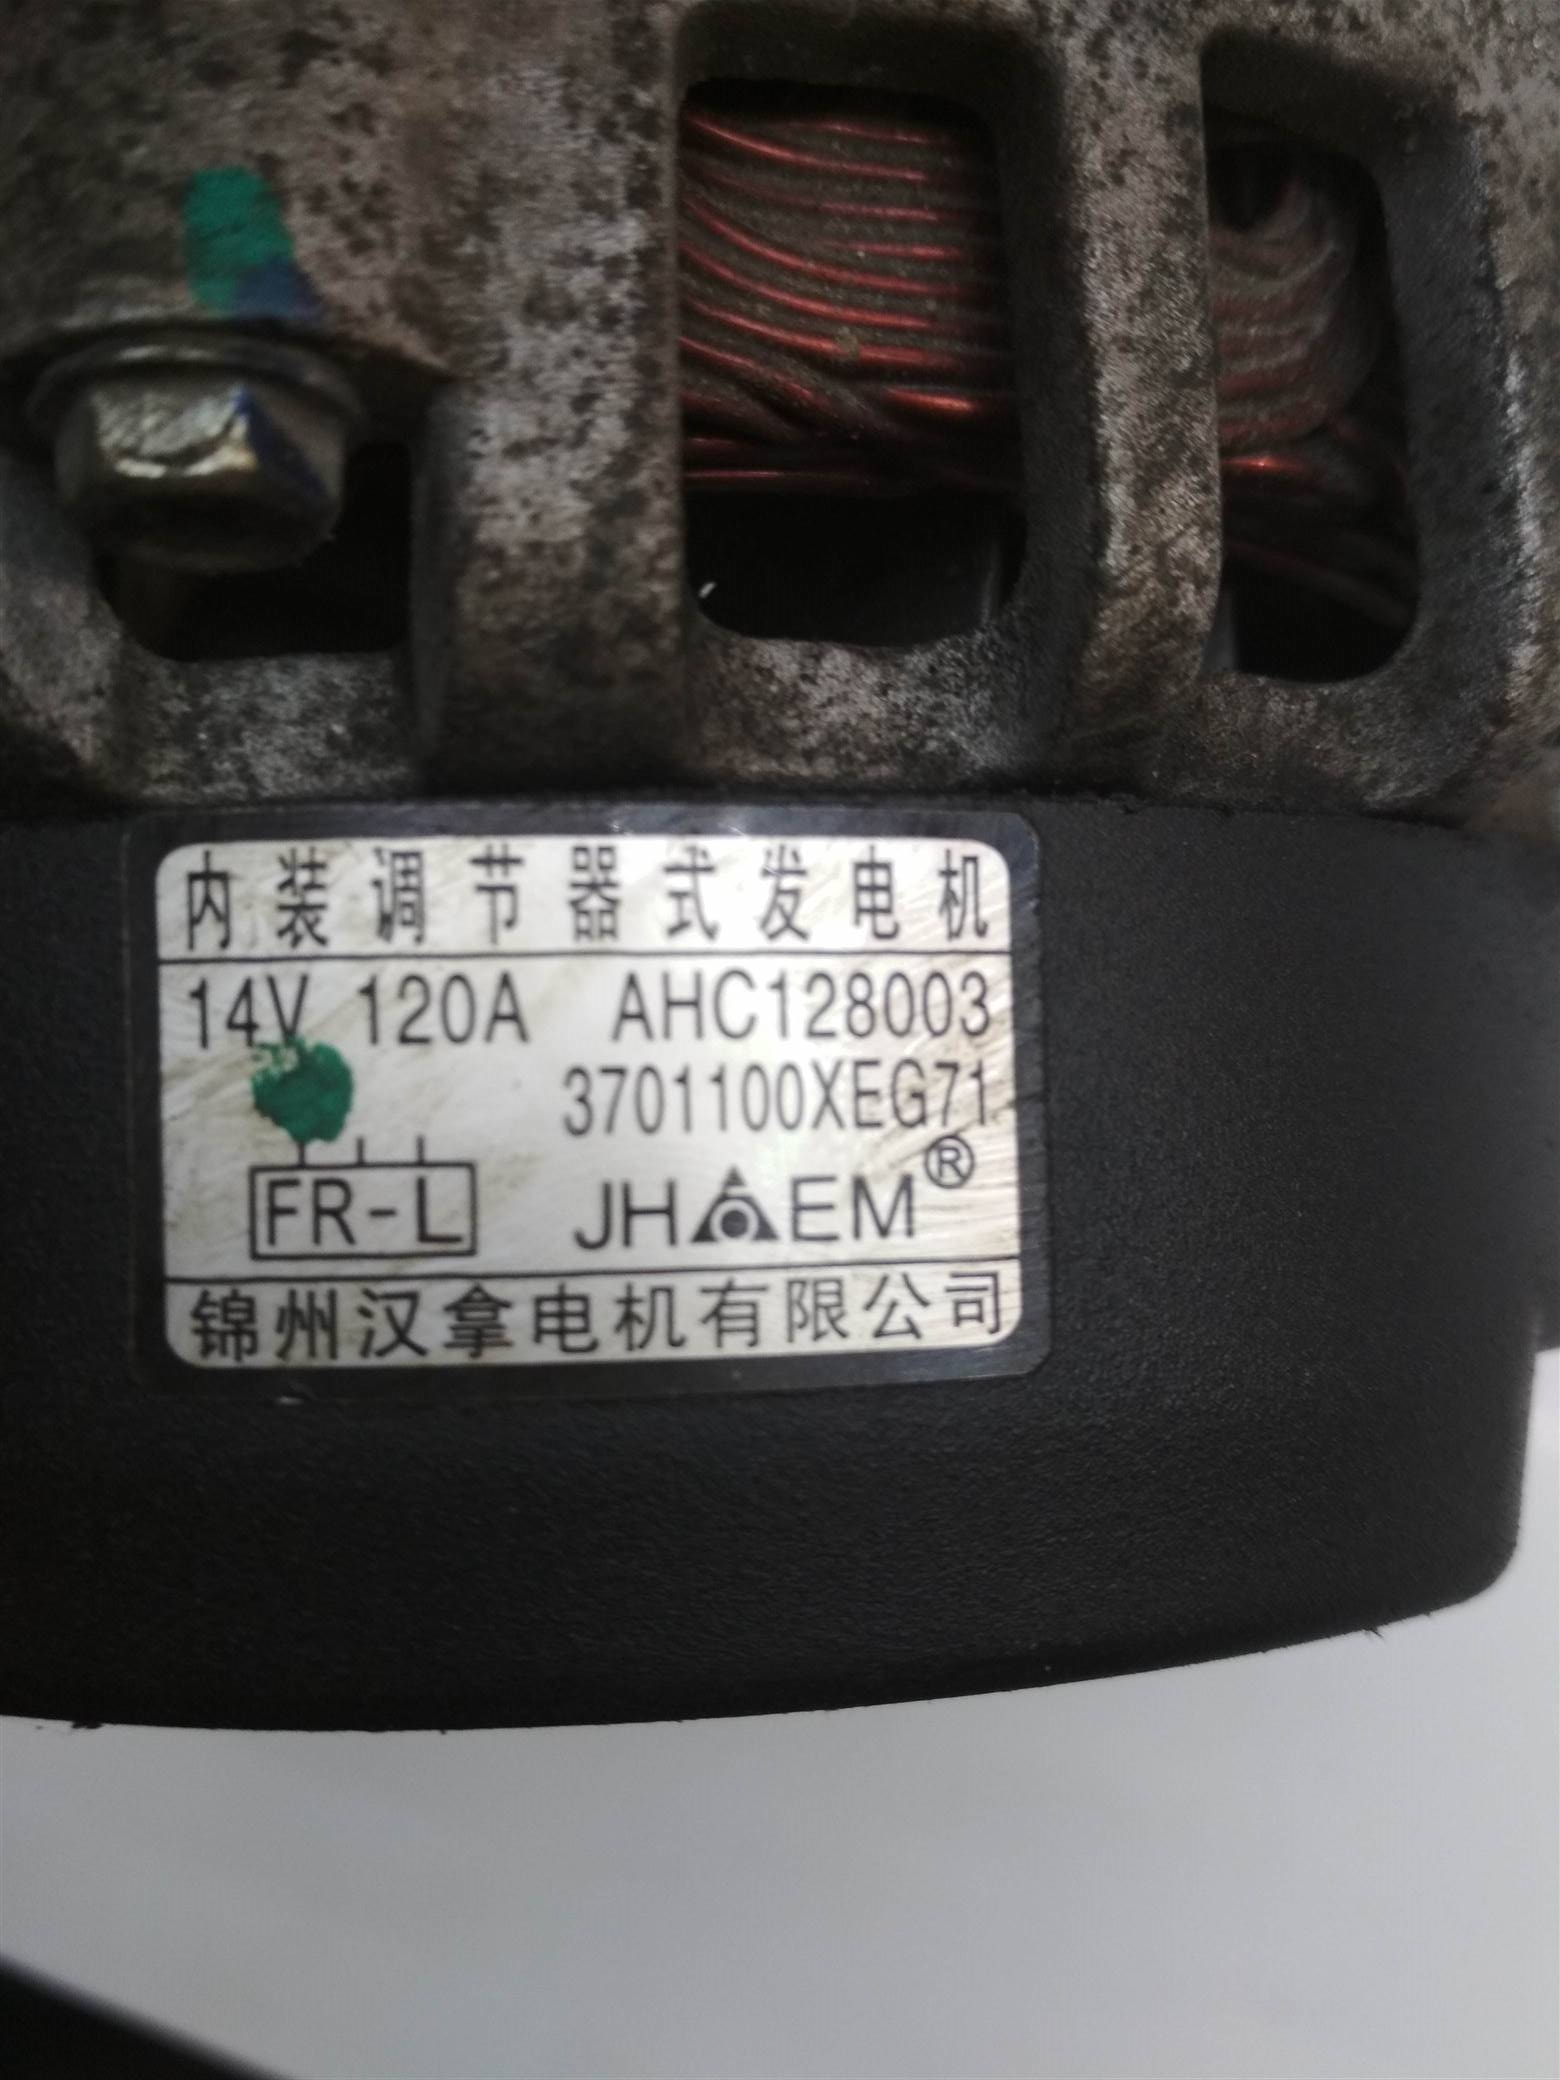 内装调节器式发电机
14V 120A AHC128003
3701100XEG71
FR-L JHEM®
锦州汉拿电机有限公司